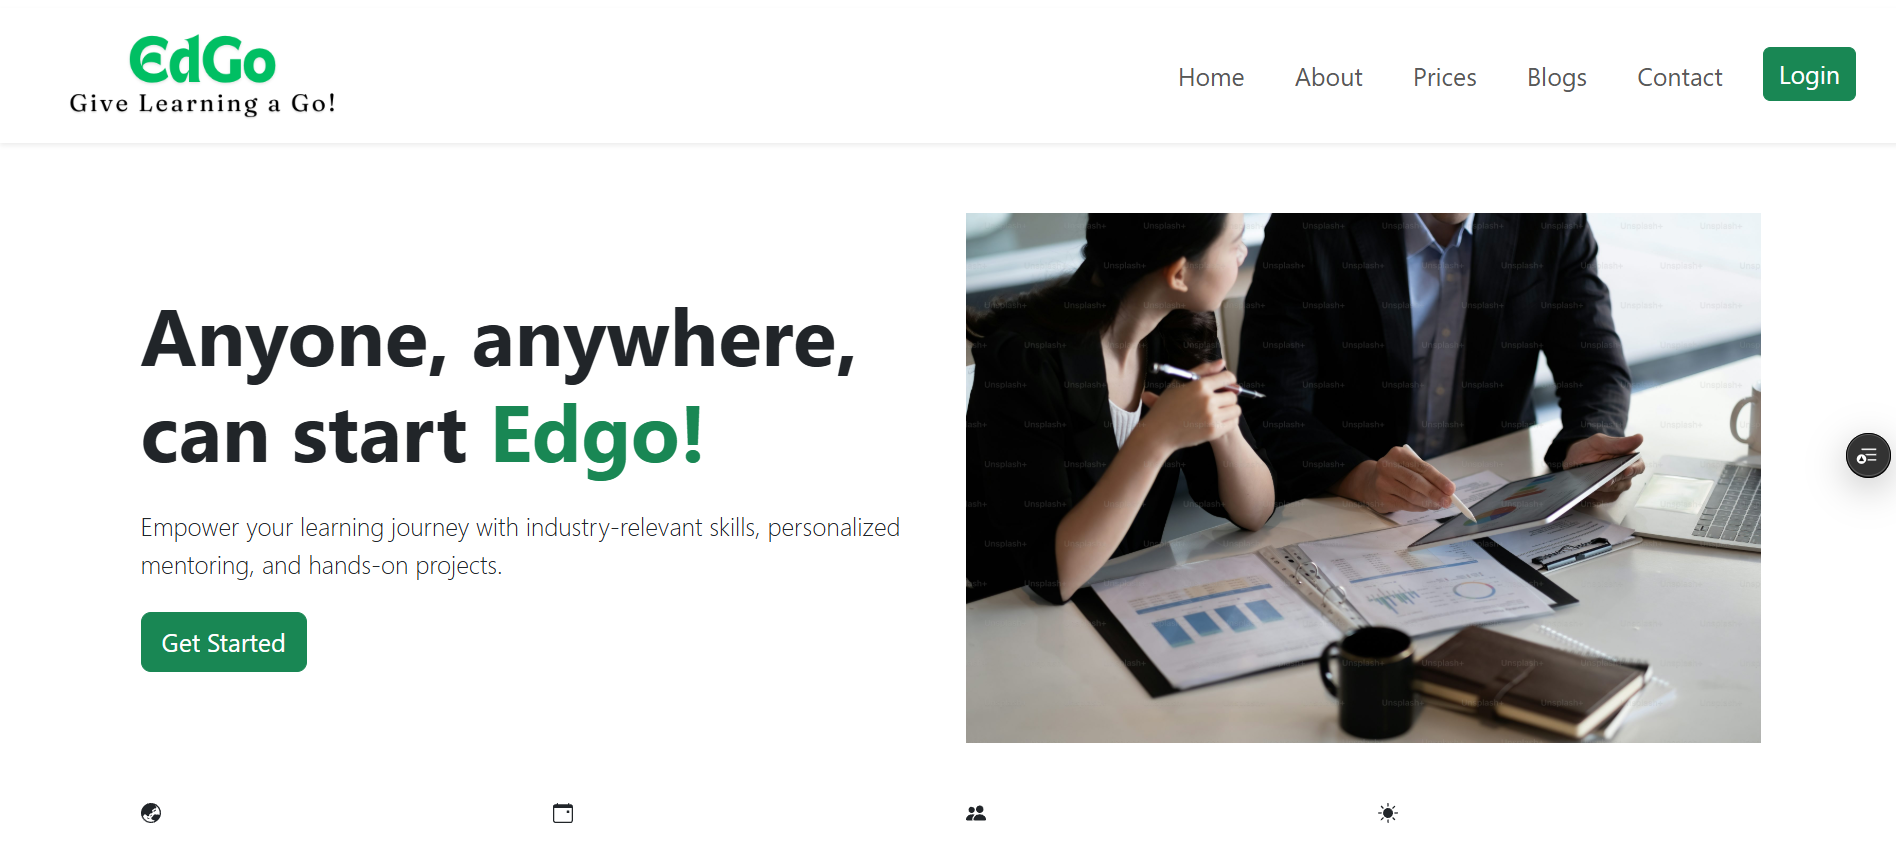 EdGo
Give Learning a Go!
Home About Prices Blogs Contact Login
Anyone, anywhere,
can start Edgo!
Empower your learning journey with industry-relevant skills, personalized
mentoring, and hands-on projects.
Get Started
Unsplash+